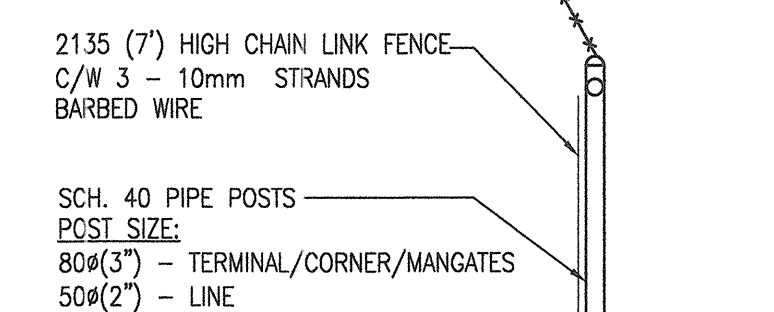 2135 (7') HIGH CHAIN LINK FENCE
C/W 3 - 10mm STRANDS
BARBED WIRE
SCH. 40 PIPE POSTS
POST SIZE:
80ø(3") - TERMINAL/CORNER/MANGATES
50ø(2") - LINE